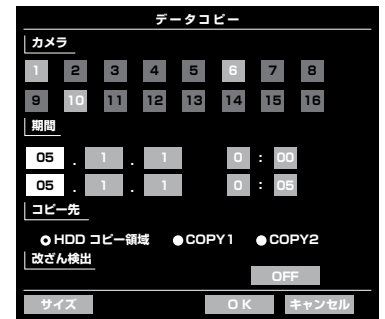 データコピー
カメラ
1 2 3 4 5 6 7 8
9 10 11 12 13 14 15 16
期間
05 . 1 . 1 0 : 00
05 . 1 . 1 0 : 05
コピー先
HDD コピー領域 COPY1 COPY2
改ざん検出
OFF
サイズ OK キャンセル